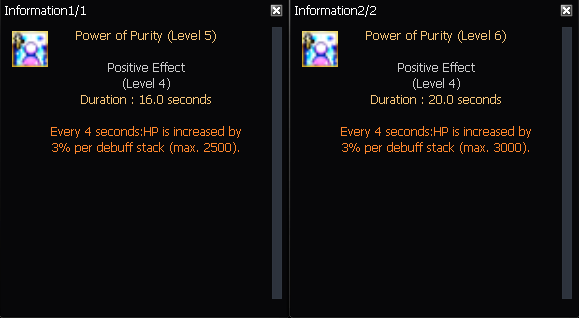 Information1/1
Power of Purity (Level 5)
Positive Effect
(Level 4)
Duration : 16.0 seconds
Every 4 seconds:HP is increased by
3% per debuff stack (max. 2500).
Information2/2
Power of Purity (Level 6)
Positive Effect
(Level 4)
Duration : 20.0 seconds
Every 4 seconds:HP is increased by
3% per debuff stack (max. 3000).